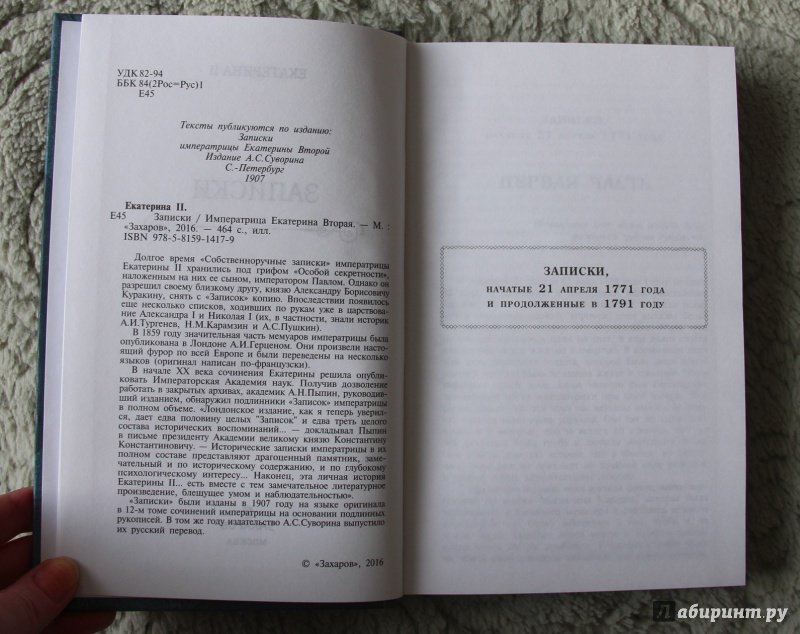 УДК 82-94
ББК 84(2Рос=Рус)1
Е45
Тексты публикуются по изданию:
Записки
императрицы Екатерины Второй
Издание А.С.Суворина
С.-Петербург
1907
Екатерина II.
Е45 Записки / Императрица Екатерина Вторая. — М. :
«Захаров», 2016. — 464 с., илл.
ISBN 978-5-8159-1417-9
Долгое время «Собственноручные записки» императрицы
Екатерины II хранились под грифом «Особой секретности»,
наложенным на них ее сыном, императором Павлом. Однако он
разрешил своему близкому другу, князю Александру Борисовичу
Куракину, снять с «Записок» копию. Впоследствии появилось
еще несколько списков, ходивших по рукам уже в царствова-
ние Александра I и Николая I (их, в частности, знали историк
А.И.Тургенев, Н.М.Карамзин и А.С.Пушкин).
В 1859 году значительная часть мемуаров императрицы была
опубликована в Лондоне А.И.Герценом. Они произвели насто-
ящий фурор по всей Европе и были переведены на несколько
языков (оригинал написан по-французски).
В начале XX века сочинения Екатерины решила опубли-
ковать Императорская Академия наук. Получив дозволение
работать в закрытых архивах, академик А.Н.Пыпин, руководив-
ший изданием, обнаружил подлинники «Записок» императрицы
в полном объеме. «Лондонское издание, как я теперь уверил-
ся, дает едва половину целых "Записок" и едва треть целого
состава исторических воспоминаний... — докладывал Пыпин
в письме президенту Академии великому князю Константину
Константиновичу. — Исторические записки императрицы в их
полном составе представляют драгоценный памятник, заме-
чательный и по историческому содержанию, и по глубокому
психологическому интересу... Наконец, эта личная история
Екатерины II... есть вместе с тем замечательное литературное
произведение, блещущее умом и наблюдательностью».
«Записки» были изданы в 1907 году на языке оригинала
в 12-м томе сочинений императрицы на основании подлинных
рукописей. В том же году издательство А.С.Суворина выпустило
их русский перевод.
© «Захаров», 2016
ЗАПИСКИ,
НАЧАТЫЕ 21 АПРЕЛЯ 1771 ГОДА
И ПРОДОЛЖЕННЫЕ В 1791 ГОДУ
Лабиринт.ру